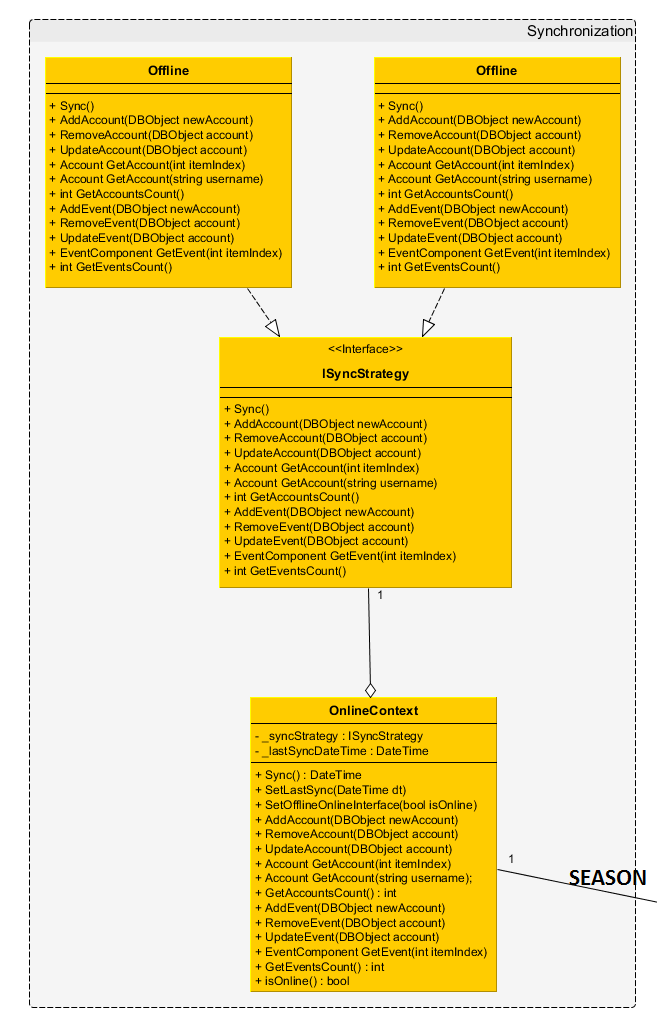 Synchronization
Offline
+ Sync()
+ AddAccount(DBObject newAccount)
+ RemoveAccount(DBObject account)
+ UpdateAccount(DBObject account)
+ Account GetAccount(int itemIndex)
+ Account GetAccount(string username)
+ int GetAccountsCount()
+ AddEvent(DBObject newAccount)
+ RemoveEvent(DBObject account)
+ UpdateEvent(DBObject account)
+ EventComponent GetEvent(int itemIndex)
+ int GetEventsCount()
Offline
+ Sync()
+ AddAccount(DBObject newAccount)
+ RemoveAccount(DBObject account)
+ UpdateAccount(DBObject account)
+ Account GetAccount(int itemIndex)
+ Account GetAccount(string username)
+ int GetAccountsCount()
+ AddEvent(DBObject newAccount)
+ RemoveEvent(DBObject account)
+ UpdateEvent(DBObject account)
+ EventComponent GetEvent(int itemIndex)
+ int GetEventsCount()
<<Interface>>
ISyncStrategy
+ Sync()
+ AddAccount(DBObject newAccount)
+ RemoveAccount(DBObject account)
+ UpdateAccount(DBObject account)
+ Account GetAccount(int itemIndex)
+ Account GetAccount(string username)
+ int GetAccountsCount()
+ AddEvent(DBObject newAccount)
+ RemoveEvent(DBObject account)
+ UpdateEvent(DBObject account)
+ EventComponent GetEvent(int itemIndex)
+ int GetEventsCount()
1
OnlineContext
- _syncStrategy : ISyncStrategy
- _lastSyncDateTime : DateTime
+ Sync() : DateTime
+ SetLastSync(DateTime dt)
+ SetOfflineOnlineInterface(bool isOnline)
+ AddAccount(DBObject newAccount)
+ RemoveAccount(DBObject account)
+ UpdateAccount(DBObject account)
+ Account GetAccount(int itemIndex)
+ Account GetAccount(string username);
+ GetAccountsCount() : int
+ AddEvent(DBObject newAccount)
+ RemoveEvent(DBObject account)
+ UpdateEvent(DBObject account)
+ EventComponent GetEvent(int itemIndex)
+ GetEventsCount() : int
+ isOnline() : bool
1
SEASON